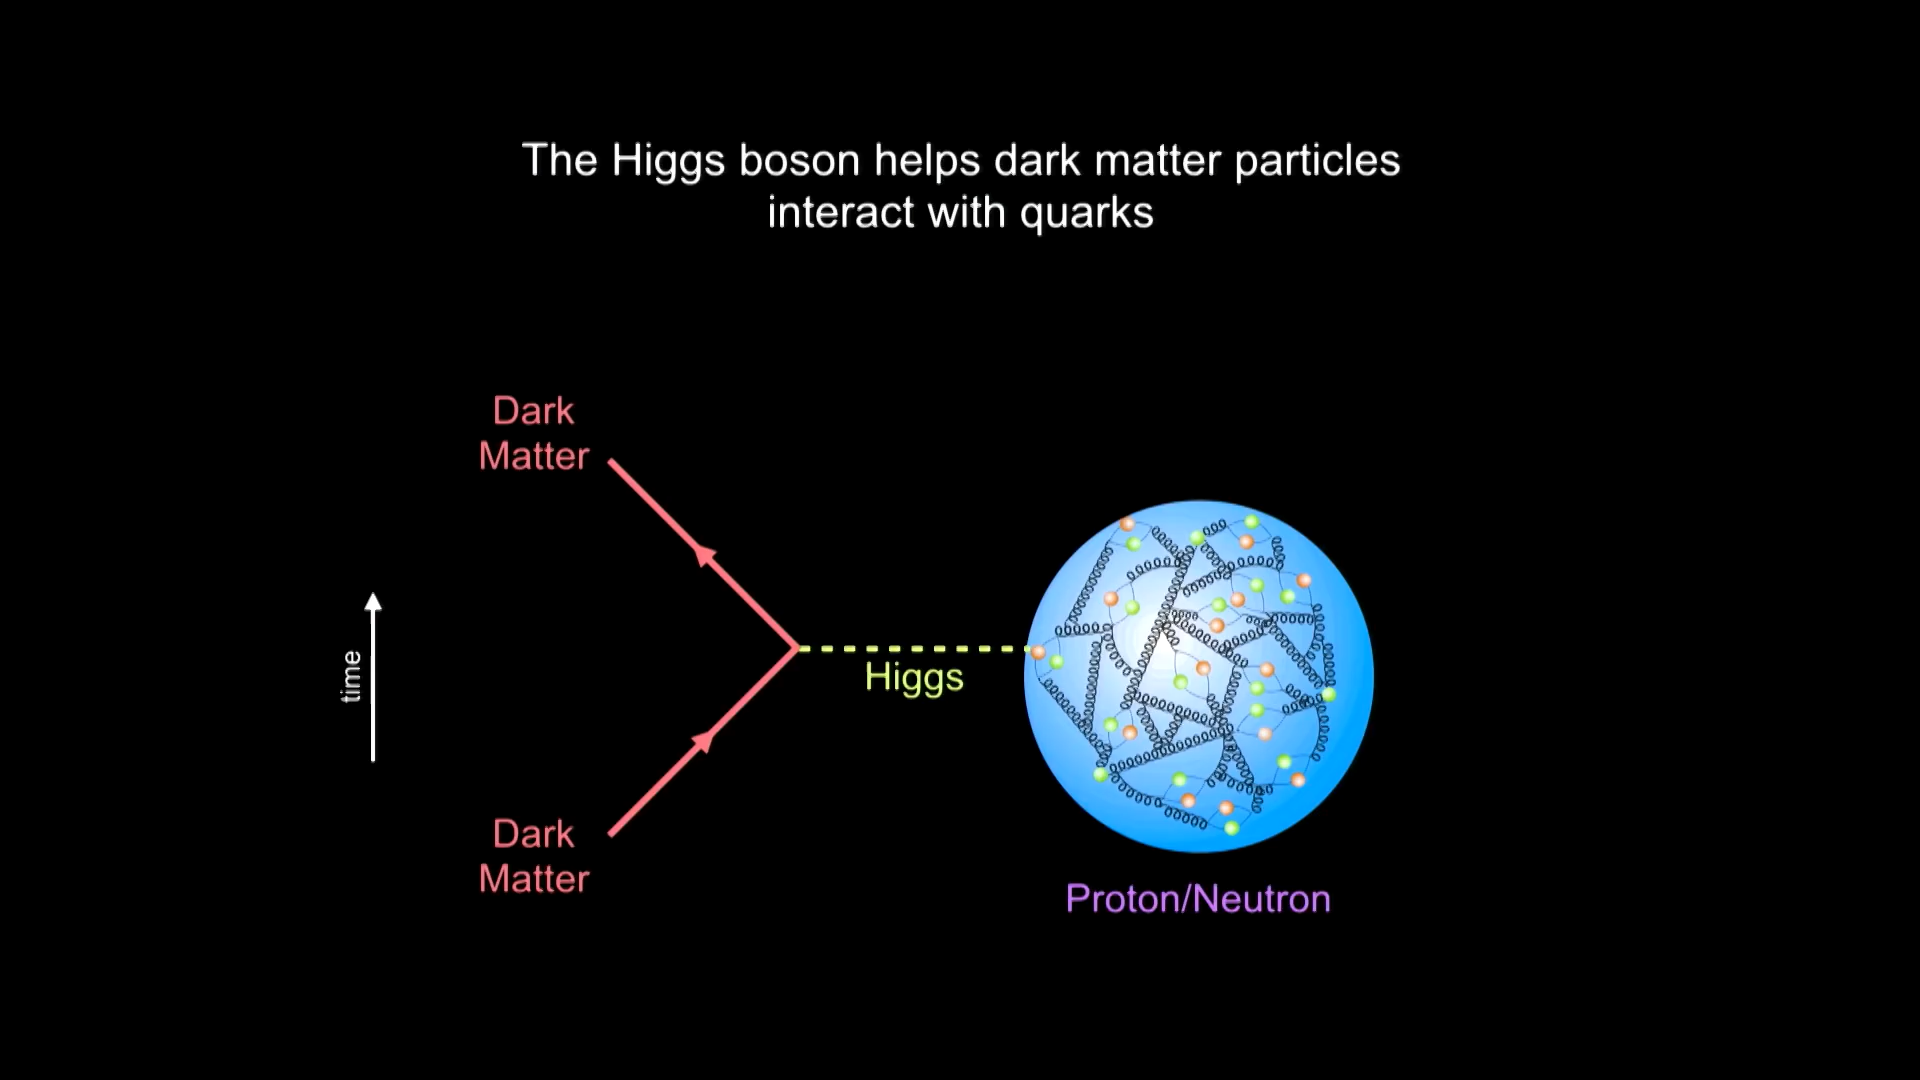 The Higgs boson helps dark matter particles
interact with quarks
Dark
Matter
time
Higgs
Dark
Matter
Proton/Neutron